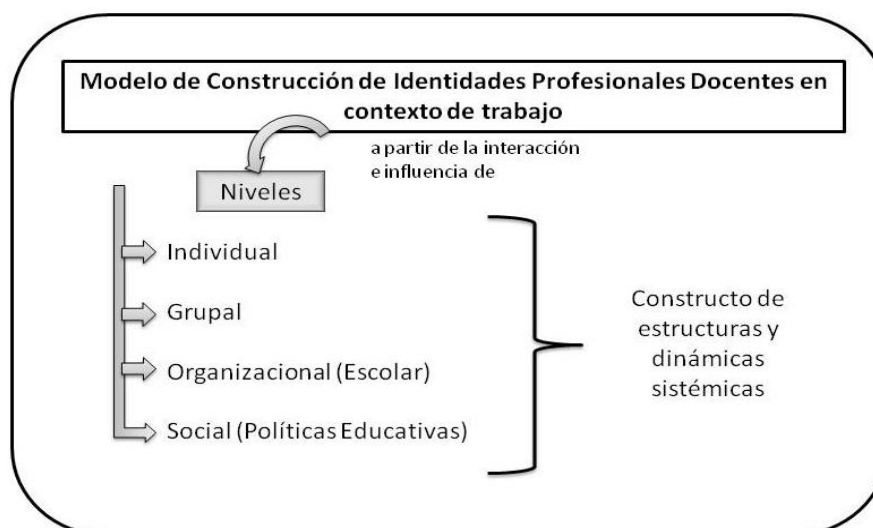 Modelo de Construcción de Identidades Profesionales Docentes en
contexto de trabajo
a partir de la interacción
e influencia de
Niveles
Individual
Grupal
Organizacional (Escolar)
Social (Políticas Educativas)
Constructo de
estructuras y
dinámicas
sistémicas